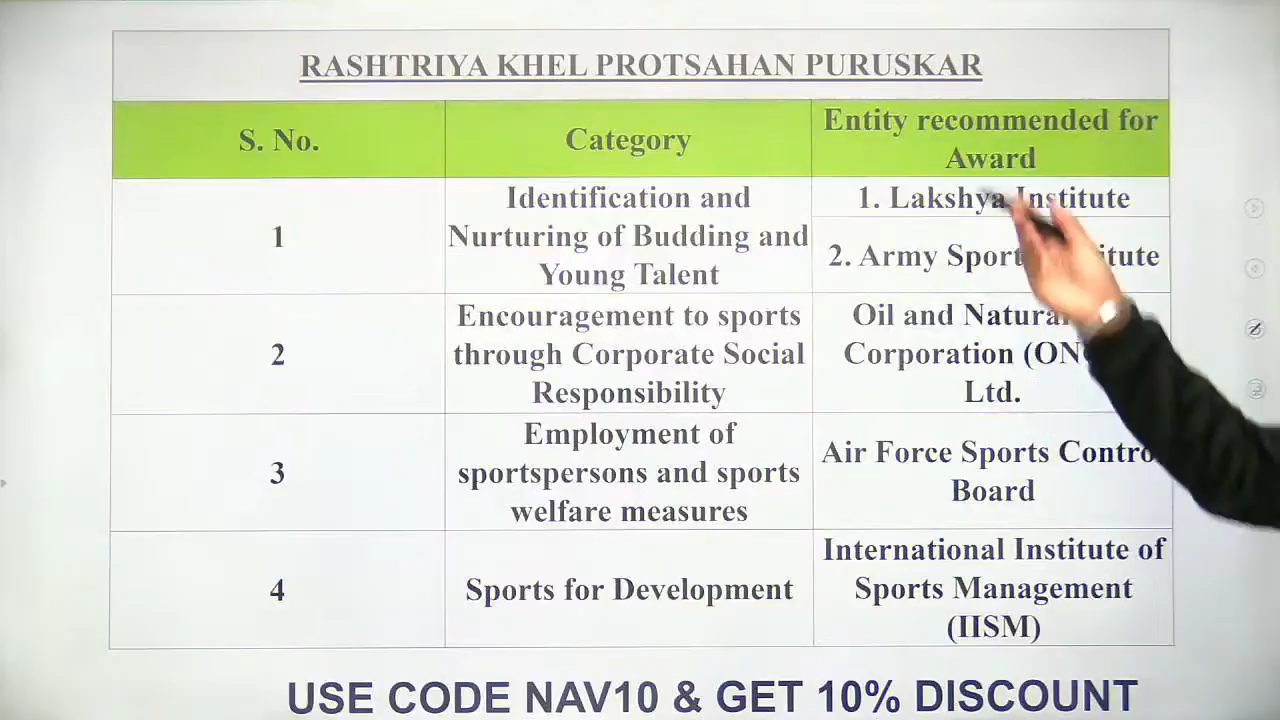 RASHTRIYA KHEL PROTSAHAN PURUSKAR
S. No.
Category
Entity recommended for
Award
1
Identification and
Nurturing of Budding and
Young Talent
1. Lakshya Institute
2. Army
2
Encouragement to sports
through Corporate Social
Responsibility
Oil and
Corporation
Ltd.
3
Employment of
sportspersons and sports
welfare measures
Air Force Sports
Board
4
Sports for Development
International Institute of
Sports Management
(IISM)
USE CODE NAV10 & GET 10% DISCOUNT